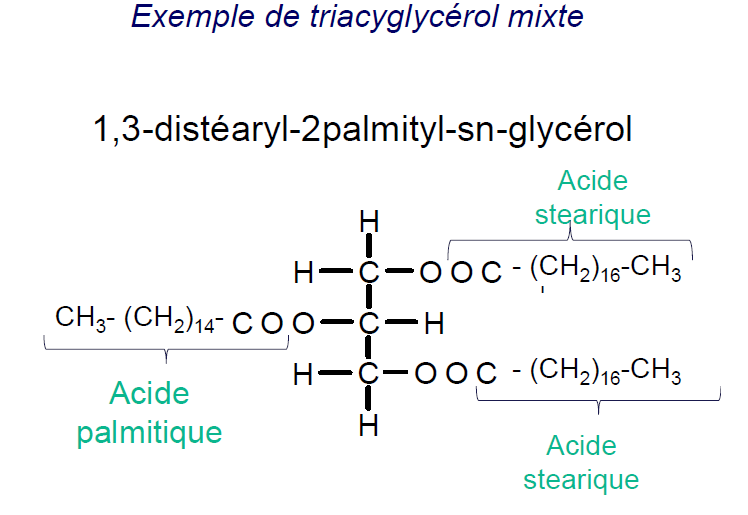 Exemple de triacyglycérol mixte
1,3-distéaryl-2palmityl-sn-glycérol
Acide
stearique
H
H C O O C - (CH2)16-CH3
CH3- (CH2)14- C O O C H
H C O O C - (CH2)16-CH3
H
Acide
palmitique
Acide
stearique